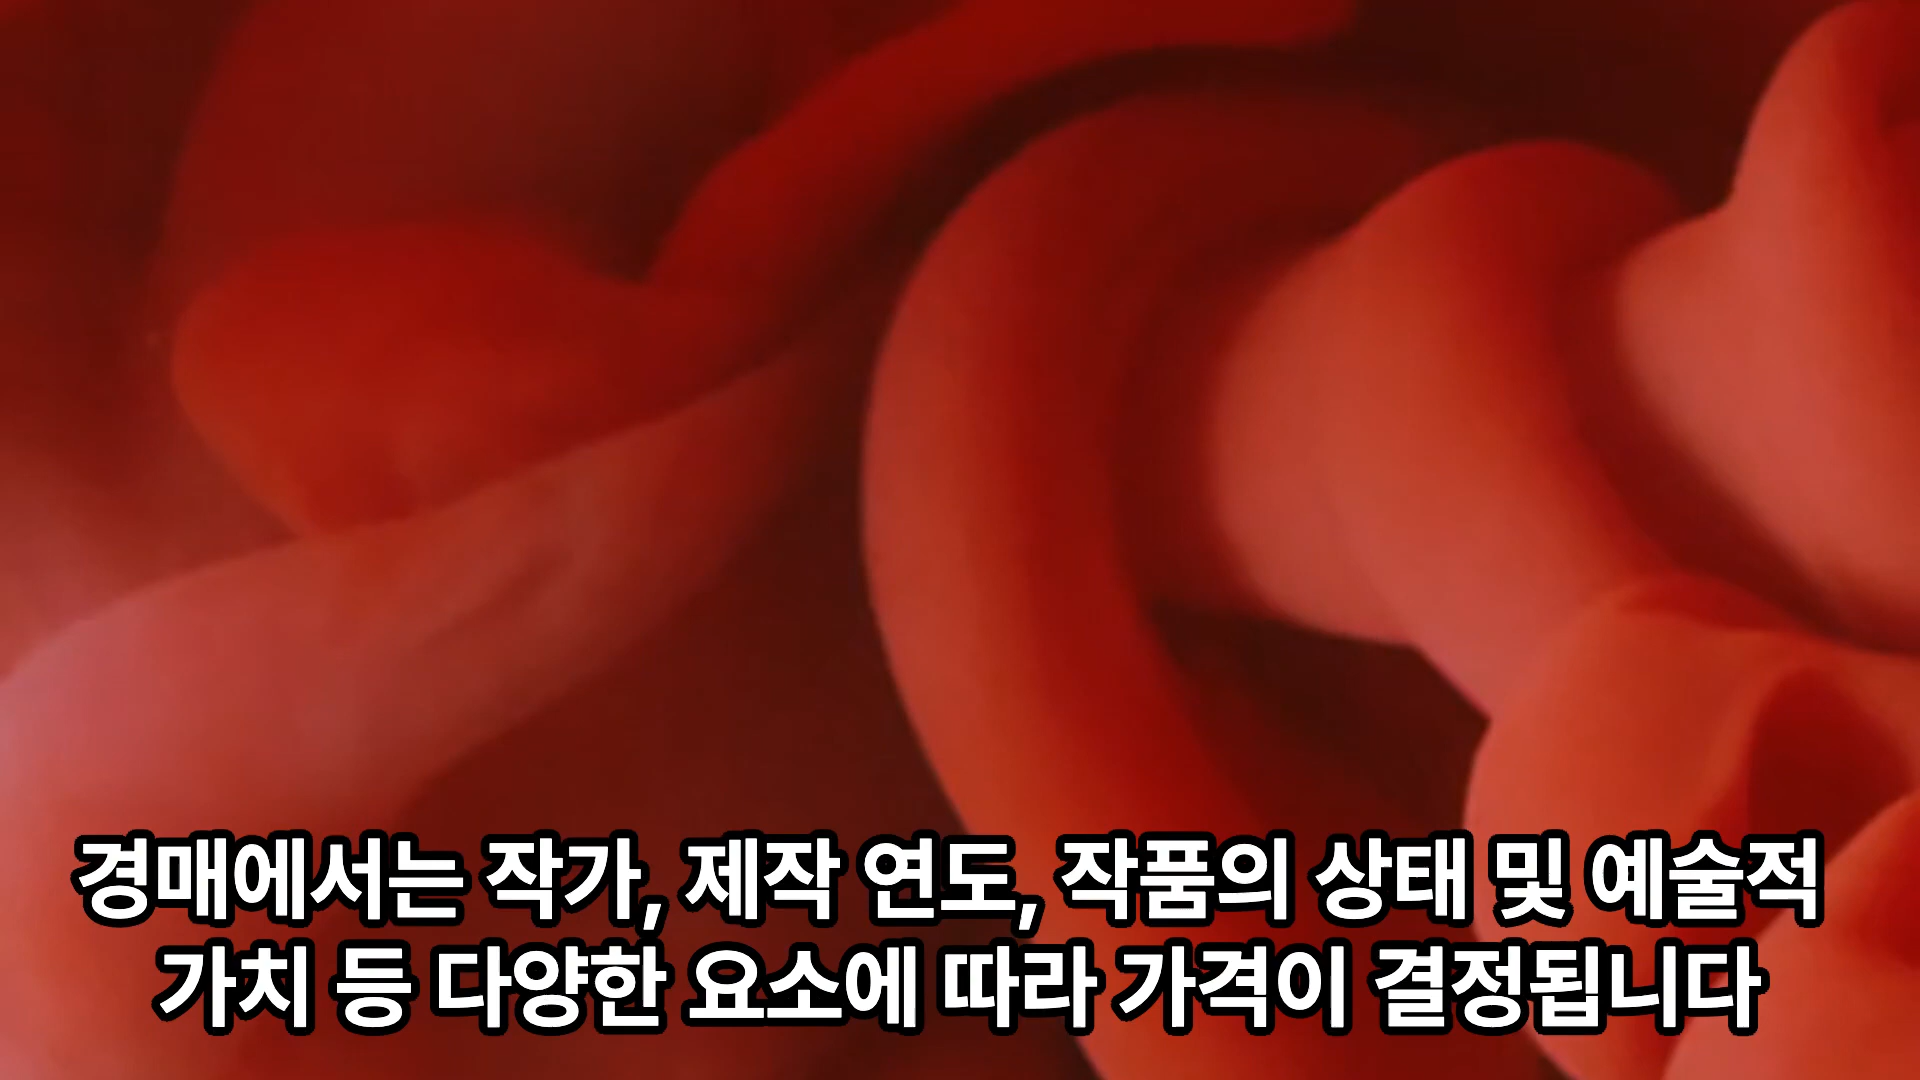 경매에서는 작가, 제작 연도, 작품의 상태 및 예술적
가치 등 다양한 요소에 따라 가격이 결정됩니다